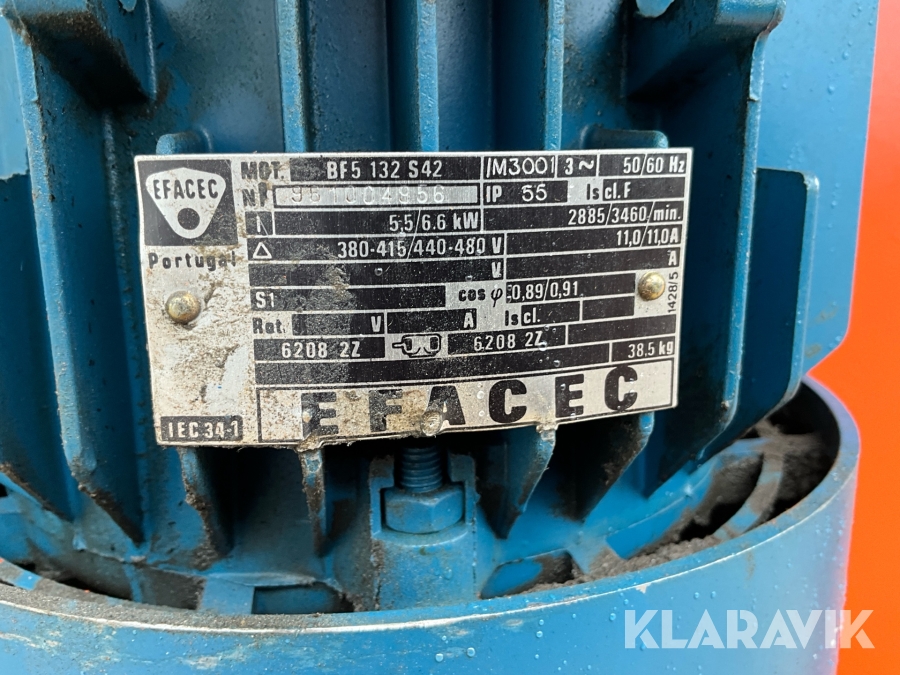 EFACEC
Portugal
MOT. BF5 132 S42 IM3001 3~ 50/60 Hz
Nº IP 55 Is cl. F
5,5/6.6 kW 2885/3460/min.
△ 380-415/440-480 V 11,0/11,0A
V A
S1 cos φ 0,89/0,91
Rot. V A Is cl.
6208 2Z 6208 2Z 38.5 kg
1428/5
IEC 34-1
EFACEC
KLARAVIK